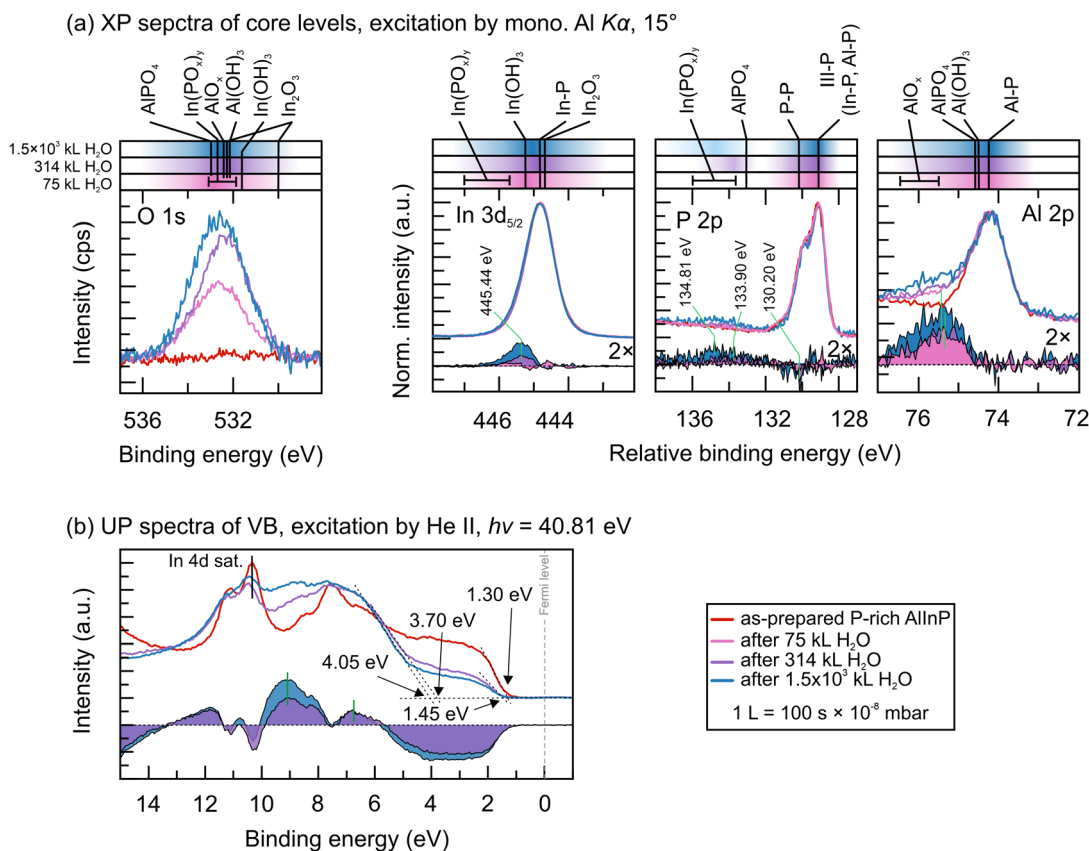 (a) XP sepctra of core levels, excitation by mono. Al Kα, 15°
AlPO₄
In(POₓ)ᵧ
AlOₓ
Al(OH)₃
In(OH)₃
In₂O₃
In(POₓ)ᵧ
In(OH)₃
In-P
In₂O₃
In(POₓ)ᵧ
AlPO₄
P-P
III-P
(In-P, Al-P)
AlOₓ
AlPO₄
Al(OH)₃
Al-P
1.5×10³ kL H₂O
314 kL H₂O
75 kL H₂O
O 1s
In 3d₅/₂
P 2p
Al 2p
Intensity (cps)
Norm. intensity (a.u.)
445.44 eV
134.81 eV
133.90 eV
130.20 eV
2×
2×
2×
536 532
446 444
136 132 128
76 74 72
Binding energy (eV)
Relative binding energy (eV)
(b) UP spectra of VB, excitation by He II, hν = 40.81 eV
In 4d sat.
Fermi level
1.30 eV
3.70 eV
4.05 eV
1.45 eV
Intensity (a.u.)
14 12 10 8 6 4 2 0
Binding energy (eV)
as-prepared P-rich AlInP
after 75 kL H₂O
after 314 kL H₂O
after 1.5x10³ kL H₂O
1 L = 100 s × 10⁻⁸ mbar